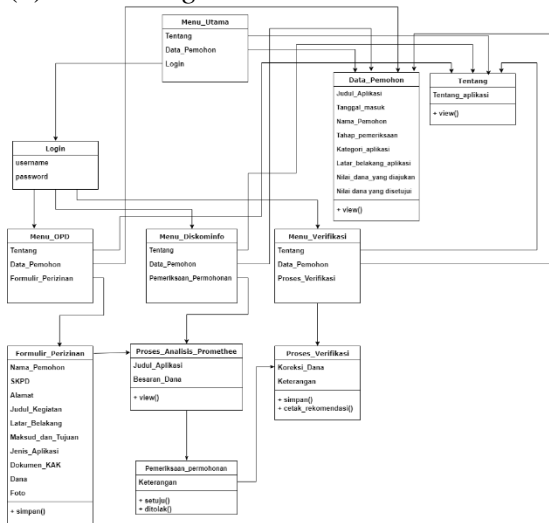 Menu_Utama
Tentang
Data_Pemohon
Login
Data_Pemohon
Judul_Aplikasi
Tanggal_masuk
Nama_Pemohon
Tahap_pemeriksaan
Kategori_aplikasi
Latar_belakang_aplikasi
Nilai_dana_yang_diajukan
Nilai dana yang disetujui
+ view()
Tentang
Tentang_aplikasi
+ view()
Login
username
password
Menu_OPD
Tentang
Data_Pemohon
Formulir_Perizinan
Menu_Diskominfo
Tentang
Data_Pemohon
Pemeriksaan_Permohonan
Menu_Verifikasi
Tentang
Data_Pemohon
Proses_Verifikasi
Formulir_Perizinan
Nama_Pemohon
SKPD
Alamat
Judul_Kegiatan
Latar_Belakang
Maksud_dan_Tujuan
Jenis_Aplikasi
Dokumen_KAK
Dana
Foto
+ simpan()
Proses_Analisis_Promethee
Judul_Aplikasi
Besaran_Dana
+ view()
Proses_Verifikasi
Koreksi_Dana
Keterangan
+ simpan()
+ cetak_rekomendasi()
Pemeriksaan_permohonan
Keterangan
+ setuju()
+ ditolak()